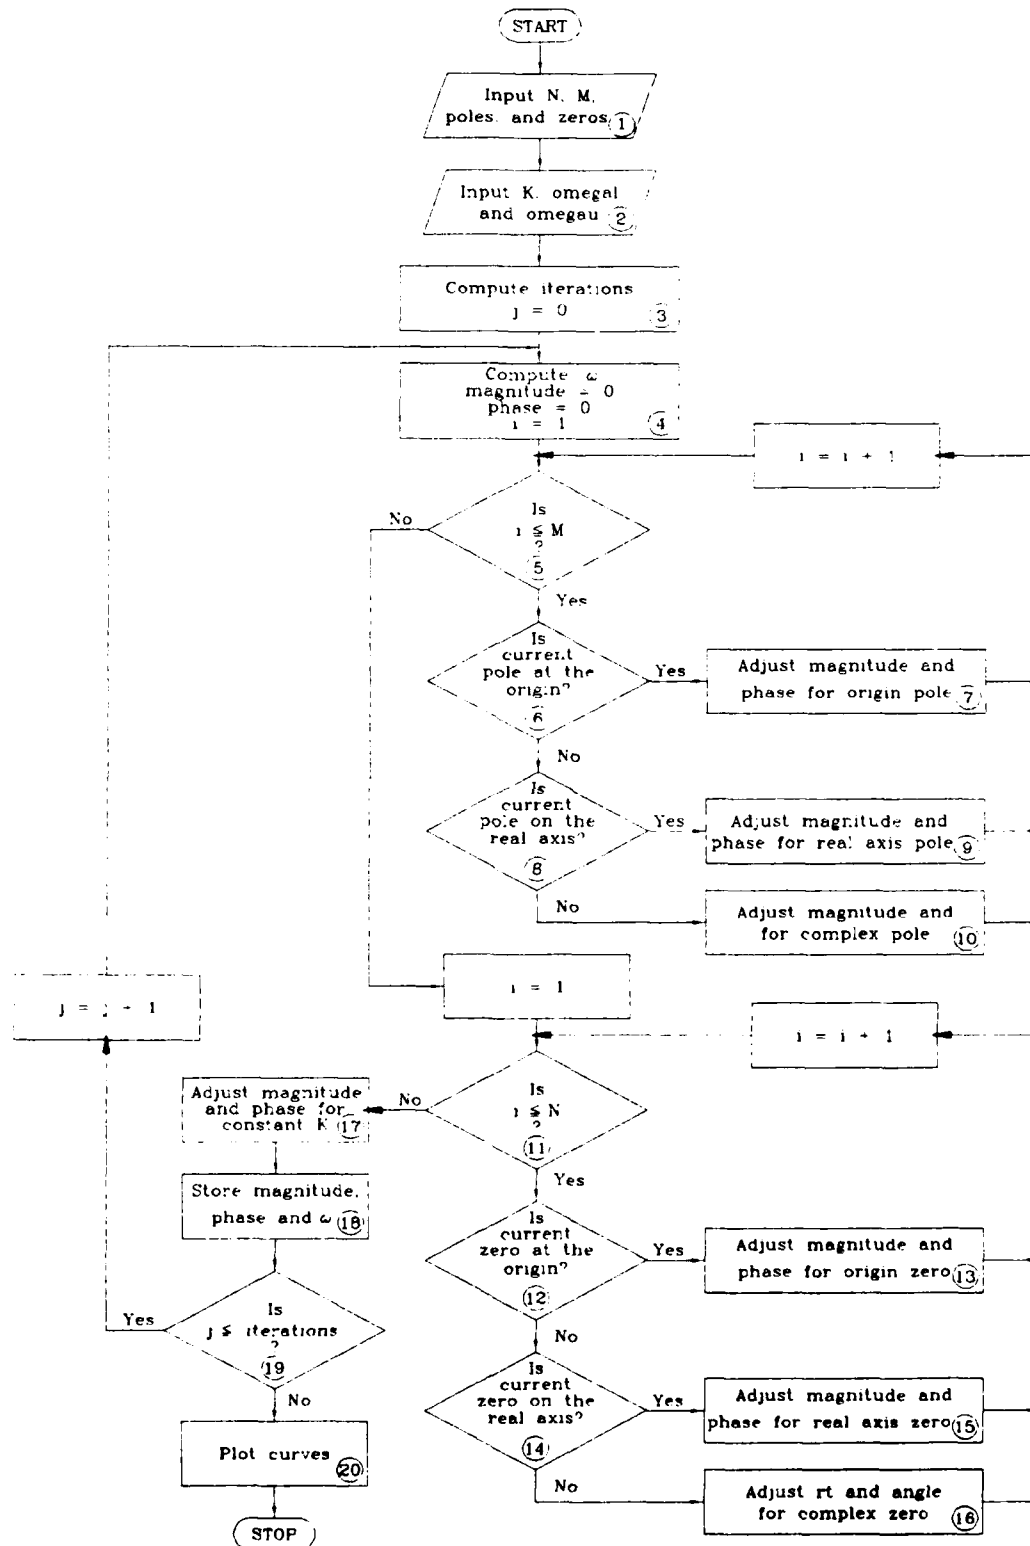 START
Input N, M,
poles, and zeros
1
Input K, omegal
and omegau
2
Compute iterations
j = 0
3
Compute ω
magnitude = 0
phase = 0
i = 1
4
i = i + 1
Is
i ≦ M
?
5
No
Yes
Is
current
pole at the
origin?
6
Yes
Adjust magnitude and
phase for origin pole
7
No
Is
current
pole on the
real axis?
8
Yes
Adjust magnitude and
phase for real axis pole
9
No
Adjust magnitude and
for complex pole
10
j = j + 1
i = 1
i = i + 1
Is
i ≦ N
?
11
No
Adjust magnitude
and phase for
constant K
17
Yes
Store magnitude,
phase and ω
18
Is
current
zero at the
origin?
12
Yes
Adjust magnitude and
phase for origin zero
13
Is
j ≦ iterations
?
19
Yes
No
No
Is
current
zero on the
real axis?
14
Yes
Adjust magnitude and
phase for real axis zero
15
Plot curves
20
No
Adjust rt and angle
for complex zero
16
STOP